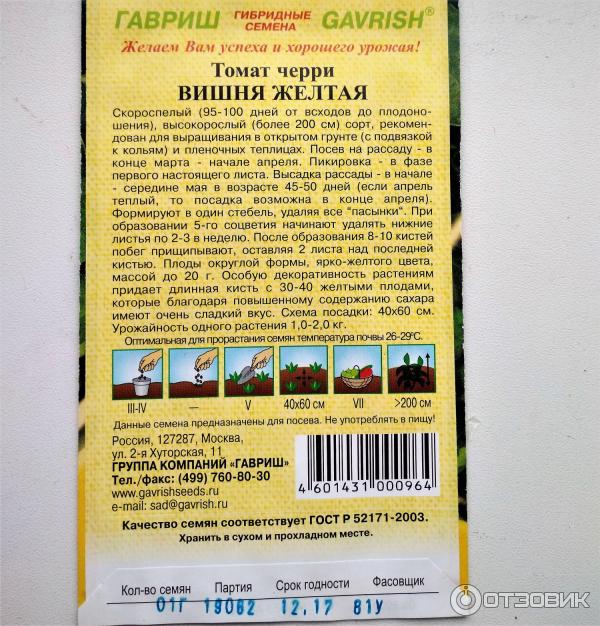 ГАВРИШ ГИБРИДНЫЕ СЕМЕНА GAVRISH®
Желаем Вам успеха и хорошего урожая!
Томат черри
ВИШНЯ ЖЕЛТАЯ
Скороспелый (95-100 дней от всходов до плодоно-
шения), высокорослый (более 200 см) сорт, рекомен-
дован для выращивания в открытом грунте (с подвязкой
к кольям) и пленочных теплицах. Посев на рассаду - в
конце марта - начале апреля. Пикировка - в фазе
первого настоящего листа. Высадка рассады - в начале
- середине мая в возрасте 45-50 дней (если апрель
теплый, то посадка возможна в конце апреля).
Формируют в один стебель, удаляя все "пасынки". При
образовании 5-го соцветия начинают удалять нижние
листья по 2-3 в неделю. После образования 8-10 кистей
побег прищипывают, оставляя 2 листа над последней
кистью. Плоды округлой формы, ярко-желтого цвета,
массой до 20 г. Особую декоративность растениям
придает длинная кисть с 30-40 желтыми плодами,
которые благодаря повышенному содержанию сахара
имеют очень сладкий вкус. Схема посадки: 40х60 см.
Урожайность одного растения 1,0-2,0 кг.
Оптимальная для прорастания семян температура почвы 26-29°С.
III-IV — V 40х60 см VII >200 см
Данные семена предназначены для посева. Не употреблять в пищу!
Россия, 127287, Москва,
ул. 2-я Хуторская, 11
ГРУППА КОМПАНИЙ "ГАВРИШ"
Тел./факс: (499) 760-80-30
www.gavrishseeds.ru
e-mail: sad@gavrish.ru
4 601431 000964
Качество семян соответствует ГОСТ Р 52171-2003.
Хранить в сухом и прохладном месте.
Кол-во семян Партия Срок годности Фасовщик
01Г 19082 12.17 81У
ОТЗОВИК